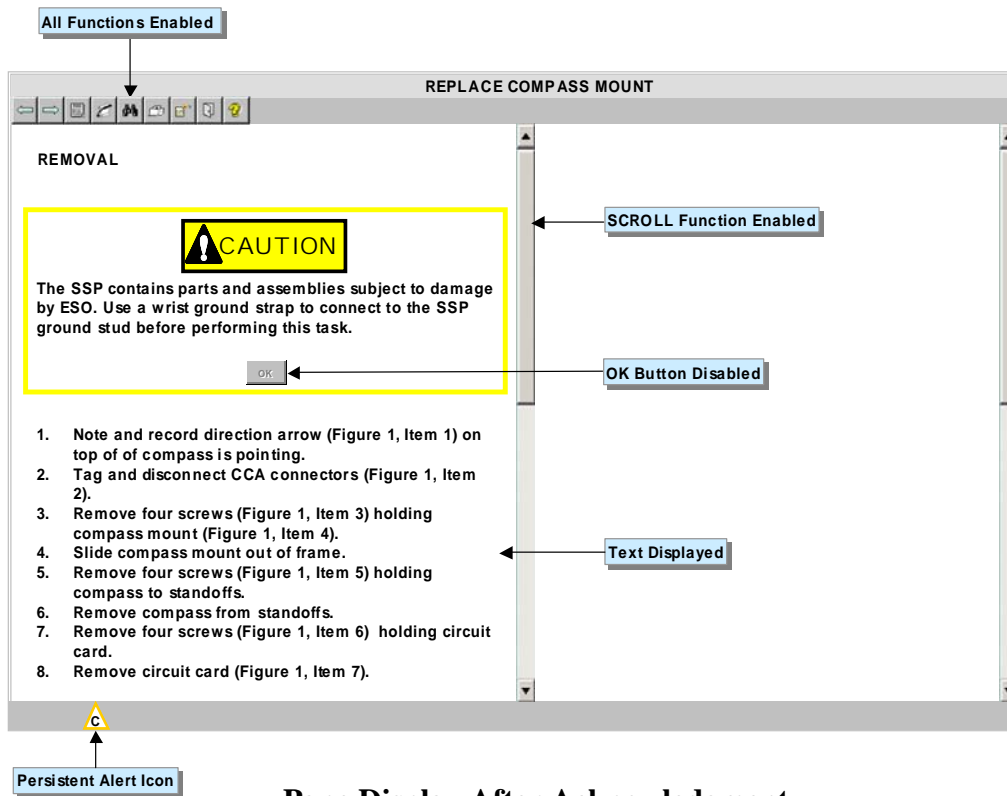 All Functions Enabled
REPLACE COMPASS MOUNT
REMOVAL
SCROLL Function Enabled
CAUTION
The SSP contains parts and assemblies subject to damage
by ESO. Use a wrist ground strap to connect to the SSP
ground stud before performing this task.
OK
OK Button Disabled
1. Note and record direction arrow (Figure 1, Item 1) on
top of of compass is pointing.
2. Tag and disconnect CCA connectors (Figure 1, Item
2).
3. Remove four screws (Figure 1, Item 3) holding
compass mount (Figure 1, Item 4).
4. Slide compass mount out of frame.
Text Displayed
5. Remove four screws (Figure 1, Item 5) holding
compass to standoffs.
6. Remove compass from standoffs.
7. Remove four screws (Figure 1, Item 6) holding circuit
card.
8. Remove circuit card (Figure 1, Item 7).
C
Persistent Alert Icon
Page Display After Acknowledgment